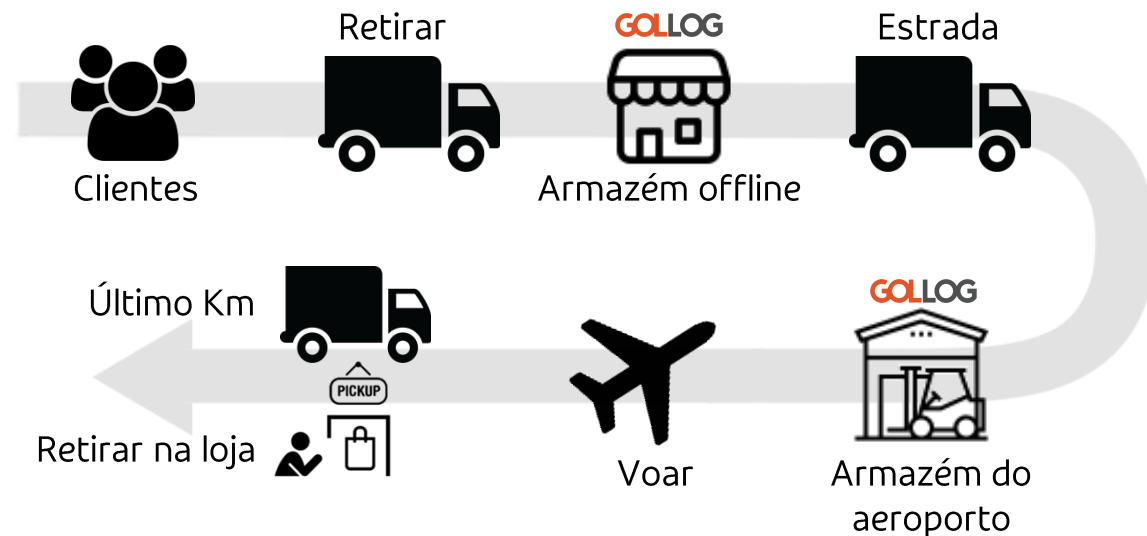 Retirar
GOLLOG
Estrada
Clientes
Armazém offline
Último Km
GOLLOG
PICKUP
Retirar na loja
Voar
Armazém do
aeroporto